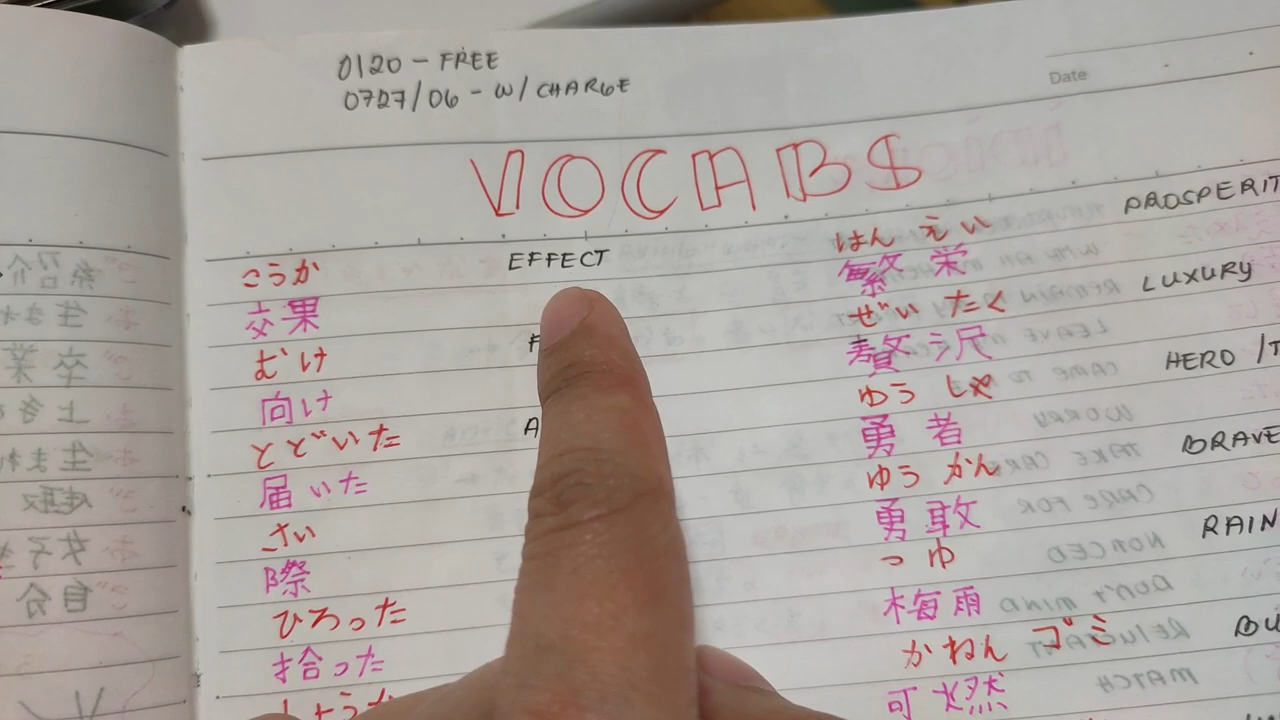 0120 - FREE
0727/06 - W/ CHARGE
Date
VOCABS
こうか EFFECT
交果
むけ
向け
とどいた
届いた
さい
際
ひろった
拾った
はん えい PROSPERIT
繁栄
ぜい たく LUXURY
贅沢
ゆう しゃ HERO /T
勇者
ゆう かん BRAVE
勇敢
つゆ RAIN
梅雨
かねん ゴミ BU
可燃